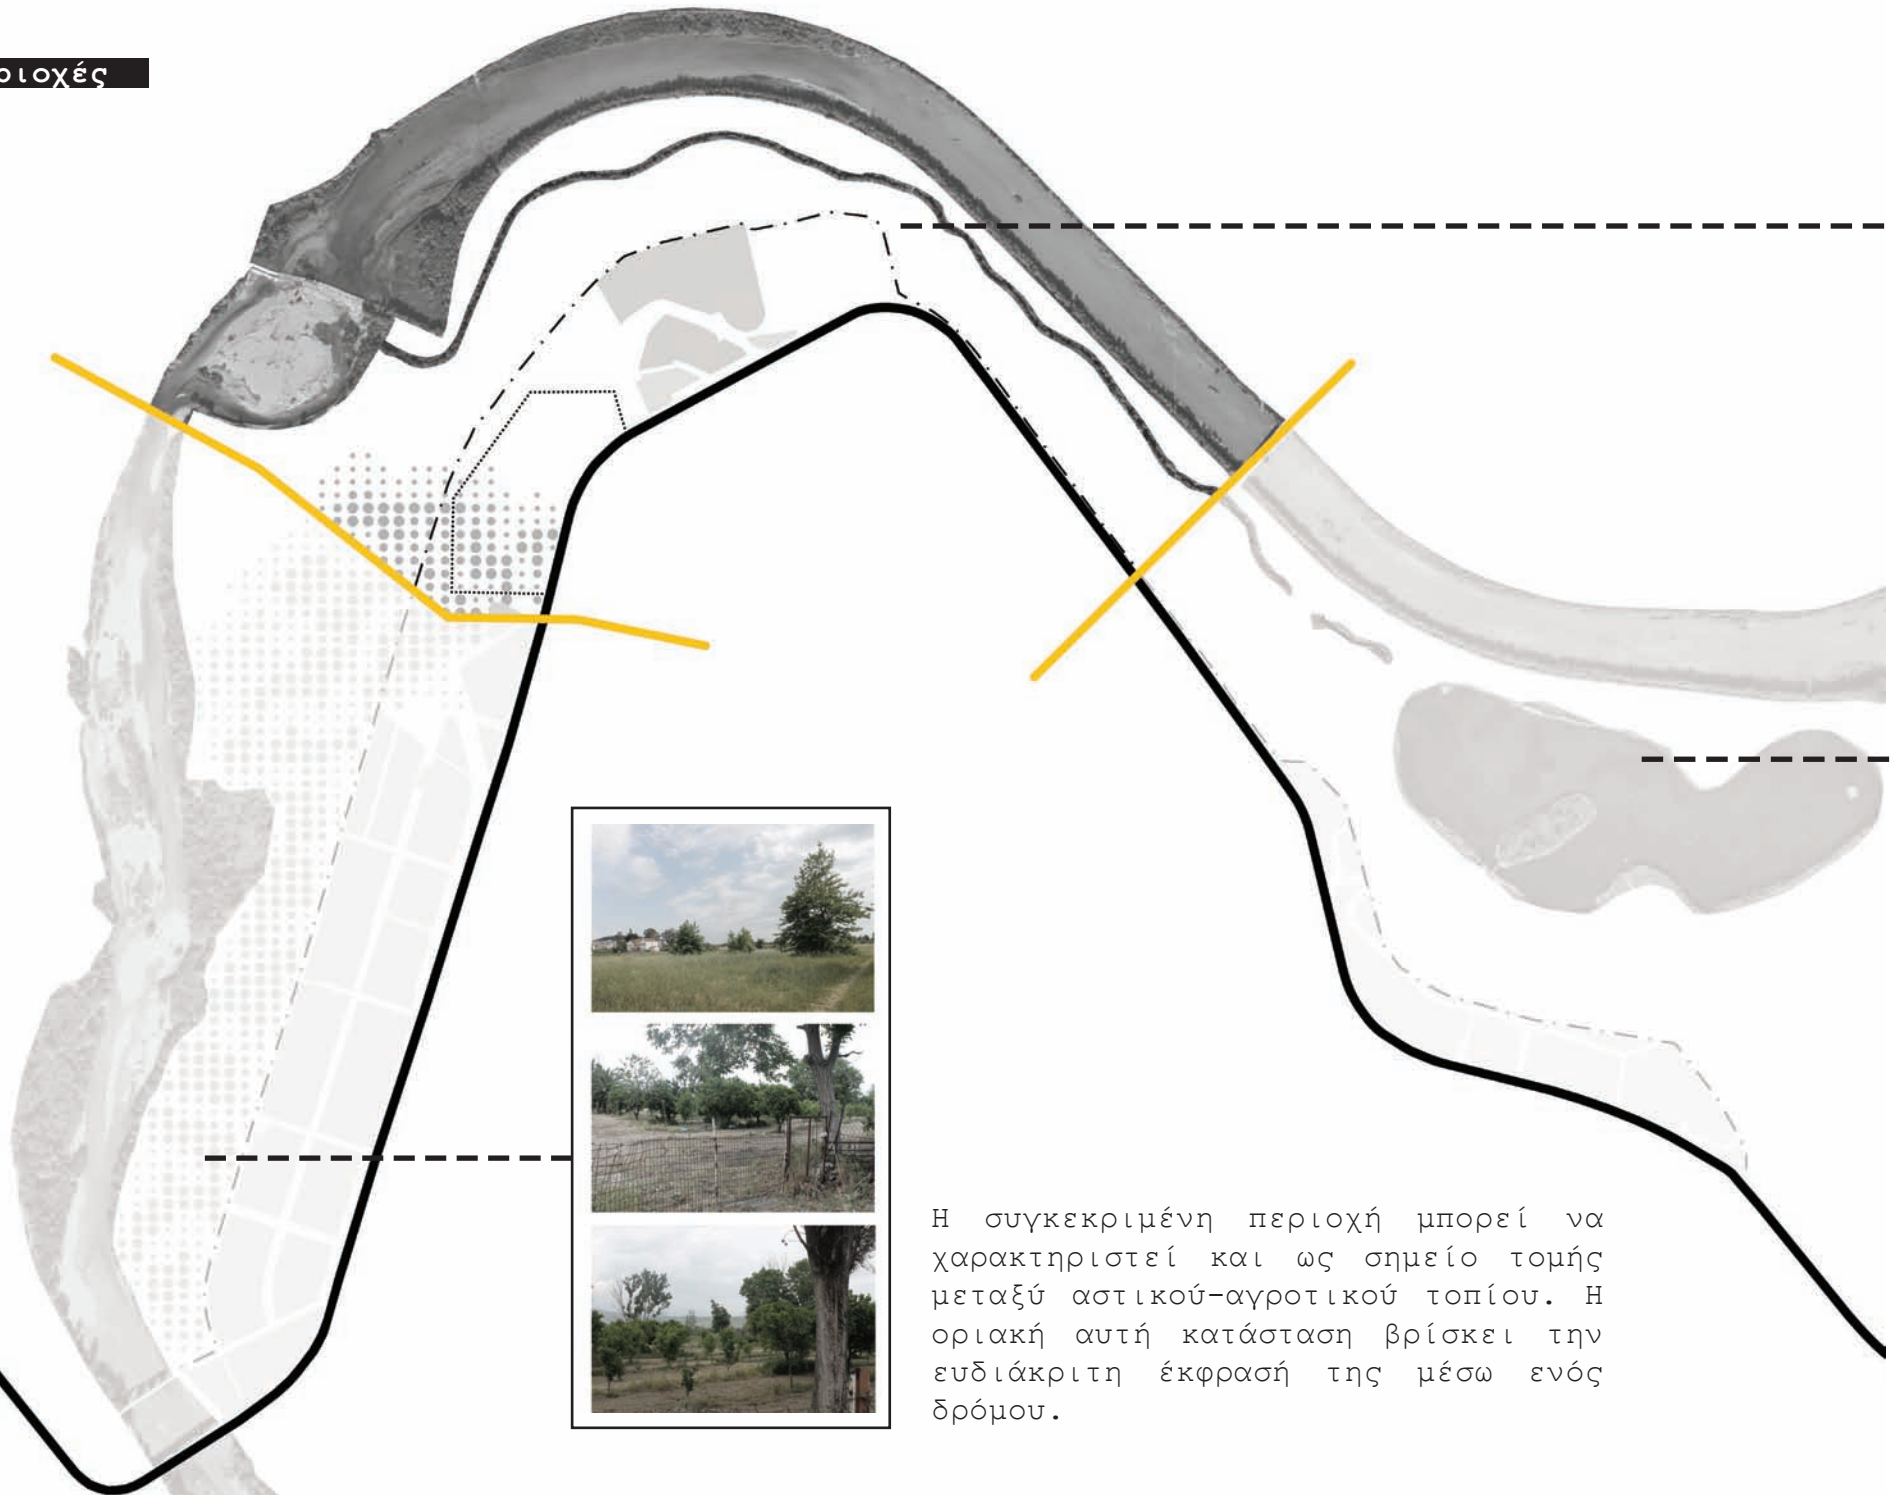 ριοχές
Η συγκεκριμένη περιοχή μπορεί να
χαρακτηριστεί και ως σημείο τομής
μεταξύ αστικού-αγροτικού τοπίου. Η
οριακή αυτή κατάσταση βρίσκει την
ευδιάκριτη έκφρασή της μέσω ενός
δρόμου.